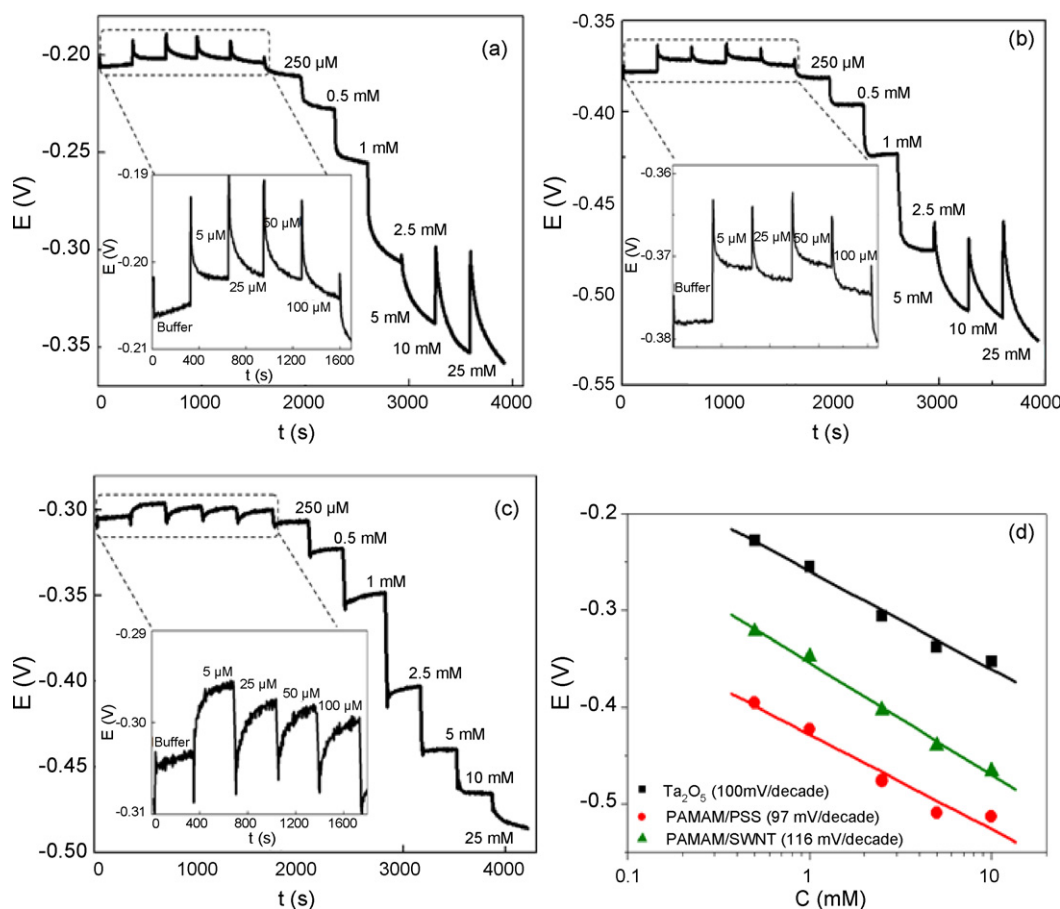 (a)
E (V)
-0.20
-0.25
-0.30
-0.35
0 1000 2000 3000 4000
t (s)
250 µM
0.5 mM
1 mM
2.5 mM
5 mM
10 mM
25 mM
E (V)
-0.19
-0.20
-0.21
5 µM
50 µM
25 µM
100 µM
Buffer
0 400 800 1200 1600
t (s)
(b)
E (V)
-0.35
-0.40
-0.45
-0.50
-0.55
0 1000 2000 3000 4000
t (s)
250 µM
0.5 mM
1 mM
2.5 mM
5 mM
10 mM
25 mM
E (V)
-0.36
-0.37
-0.38
5 µM
25 µM
50 µM
100 µM
Buffer
(c)
E (V)
-0.30
-0.35
-0.40
-0.45
-0.50
0 1000 2000 3000 4000
t (s)
250 µM
0.5 mM
1 mM
2.5 mM
5 mM
10 mM
25 mM
E (V)
-0.29
-0.30
-0.31
5 µM
25 µM
50 µM
100 µM
Buffer
0 400 800 1200 1600
t (s)
(d)
E (V)
-0.2
-0.3
-0.4
-0.5
Ta₂O₅ (100mV/decade)
PAMAM/PSS (97 mV/decade)
PAMAM/SWNT (116 mV/decade)
0.1 1 10
C (mM)